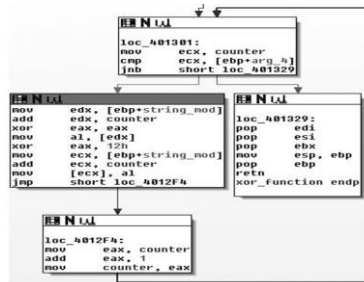 loc_401301:
mov ecx, counter
cmp ecx, [ebp+arg_4]
jnb short loc_401329
mov edx, [ebp+string_mod]
add edx, counter
xor eax, eax
mov al, [edx]
xor eax, 12h
mov ecx, [ebp+string_mod]
add ecx, counter
mov [ecx], al
jmp short loc_4012F4
loc_401329:
pop edi
pop esi
pop ebx
mov esp, ebp
pop ebp
retn
xor_function endp
loc_4012F4:
mov eax, counter
add eax, 1
mov counter, eax